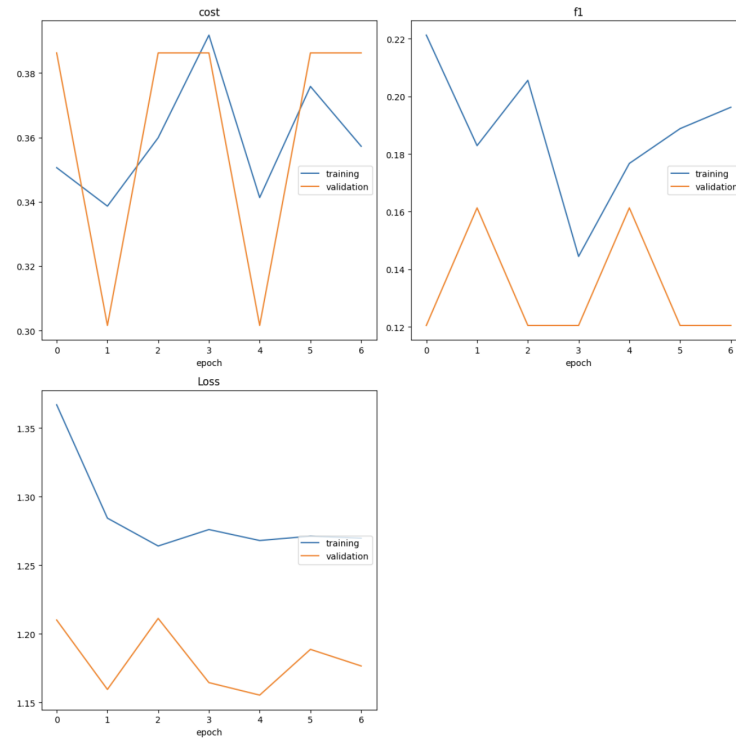 cost
0.38
0.36
0.34
0.32
0.30
training
validation
0 1 2 3 4 5 6
epoch
f1
0.22
0.20
0.18
0.16
0.14
0.12
training
validation
0 1 2 3 4 5 6
epoch
Loss
1.35
1.30
1.25
1.20
1.15
training
validation
0 1 2 3 4 5 6
epoch